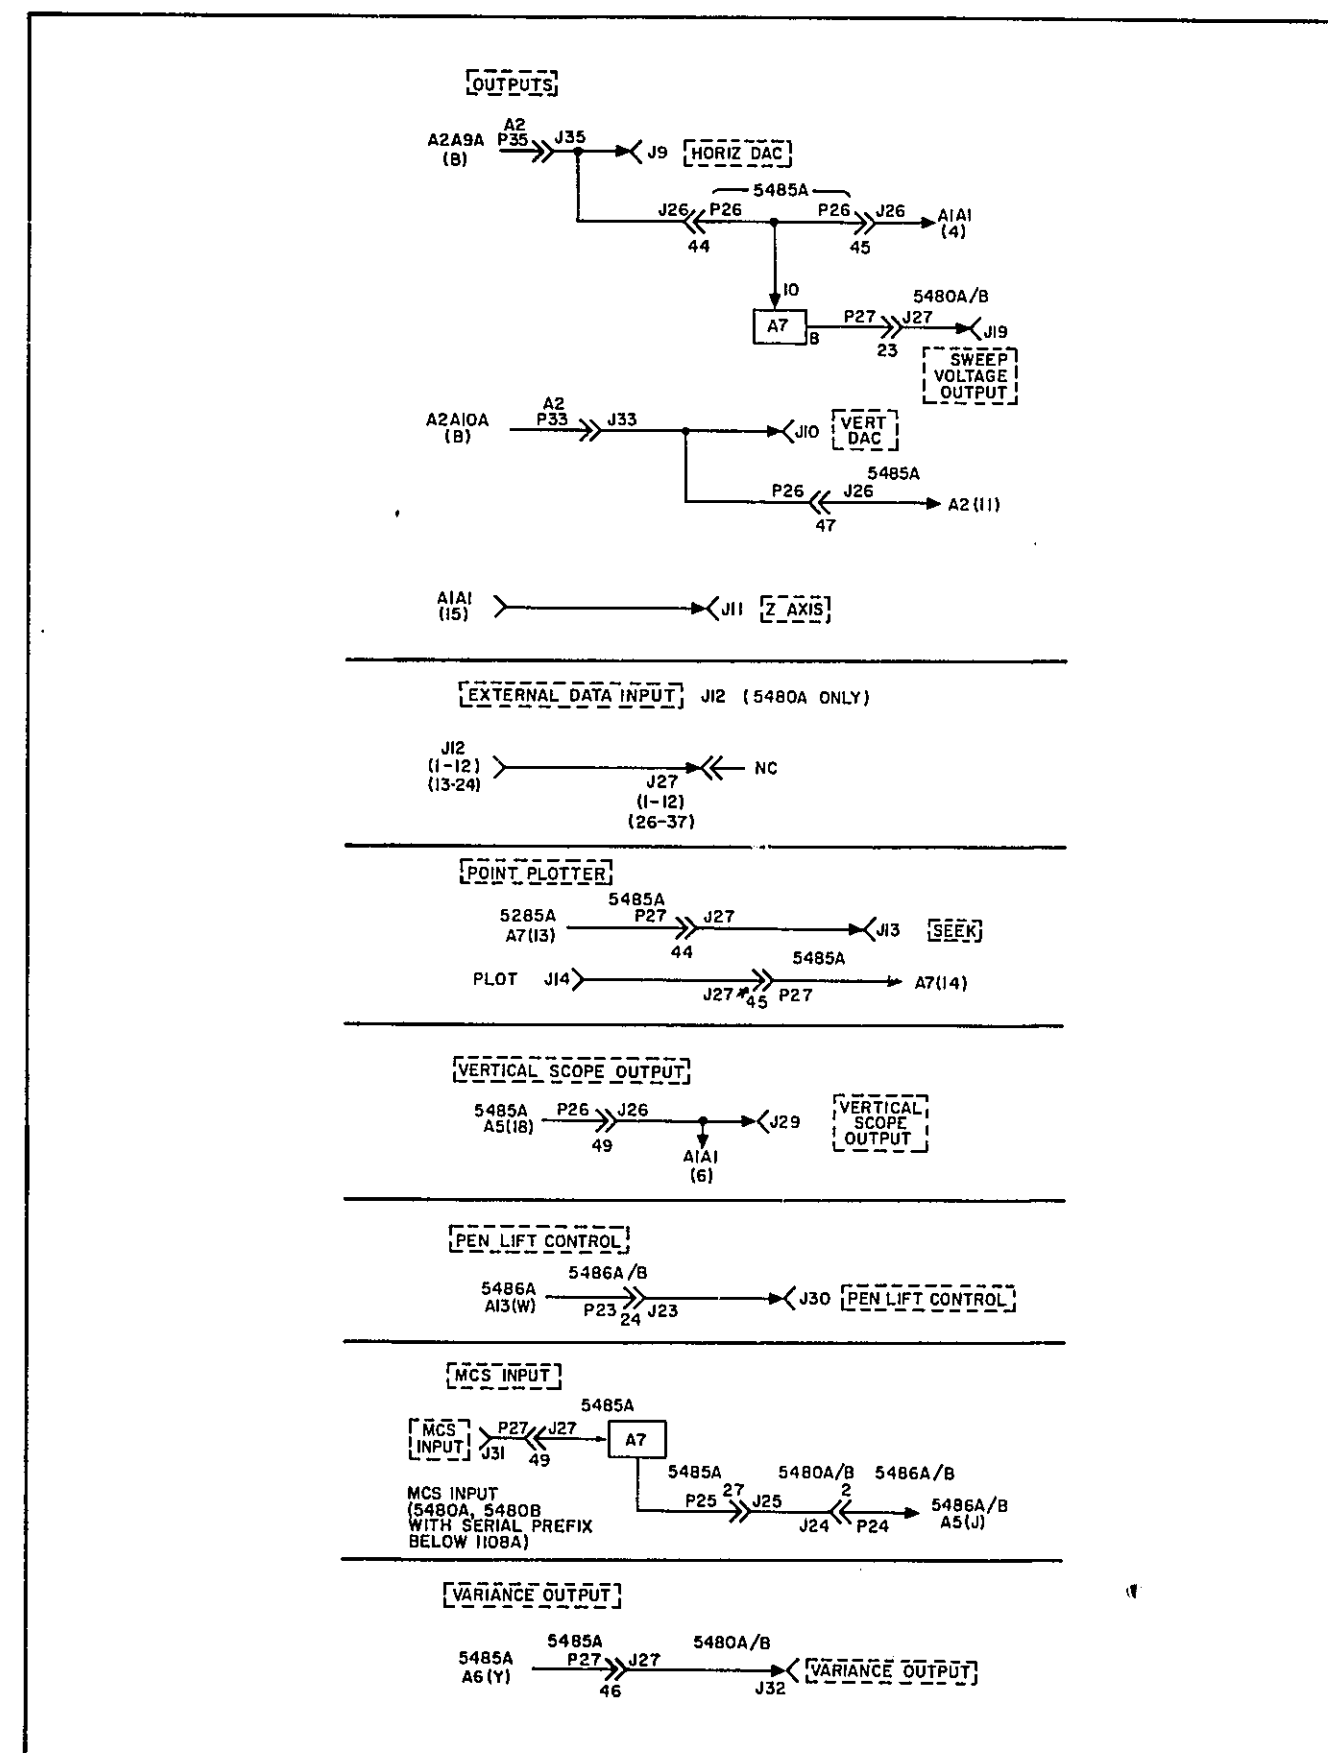 OUTPUTS
A2
A2A9A P35 J35
(B)
J9 HORIZ DAC
5485A
J26 P26 P26 J26 A1A1
(4)
44 45
10
5480A/B
A7 P27 J27 J19
B 23
SWEEP
VOLTAGE
OUTPUT
A2
A2A10A P33 J33
(B)
J10 VERT
DAC
5485A
P26 J26 A2(11)
47
A1A1
(15)
J11 Z AXIS
EXTERNAL DATA INPUT J12 (5480A ONLY)
J12
(1-12)
(13-24)
NC
J27
(1-12)
(26-37)
POINT PLOTTER
5485A
5285A P27 J27
A7(13)
J13 SEEK
44
5485A
PLOT J14 A7(14)
J27 45 P27
VERTICAL SCOPE OUTPUT
5485A P26 J26
A5(18)
J29
49
A1A1
(6)
VERTICAL
SCOPE
OUTPUT
PEN LIFT CONTROL
5486A/B
5486A
A13(W)
P23 24 J23
J30 PEN LIFT CONTROL
MCS INPUT
5485A
MCS
INPUT
P27 J27 A7
J31 49
5485A 5480A/B 5486A/B
27 2
P25 J25
J24 P24
5486A/B
A5(J)
MCS INPUT
(5480A, 5480B
WITH SERIAL PREFIX
BELOW 1108A)
VARIANCE OUTPUT
5485A 5480A/B
5485A P27 J27
A6(Y)
46
J32 VARIANCE OUTPUT